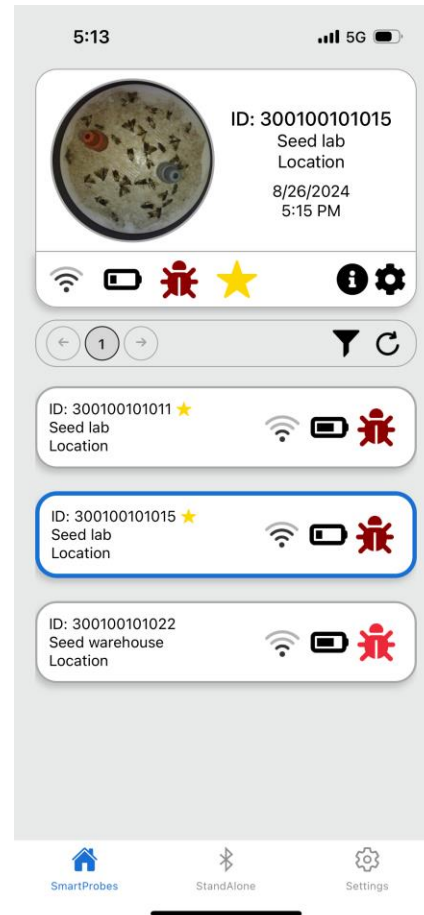 5:13
5G
ID: 300100101015
Seed lab
Location
8/26/2024
5:15 PM
1
ID: 300100101011
Seed lab
Location
ID: 300100101015
Seed lab
Location
ID: 300100101022
Seed warehouse
Location
SmartProbes
StandAlone
Settings